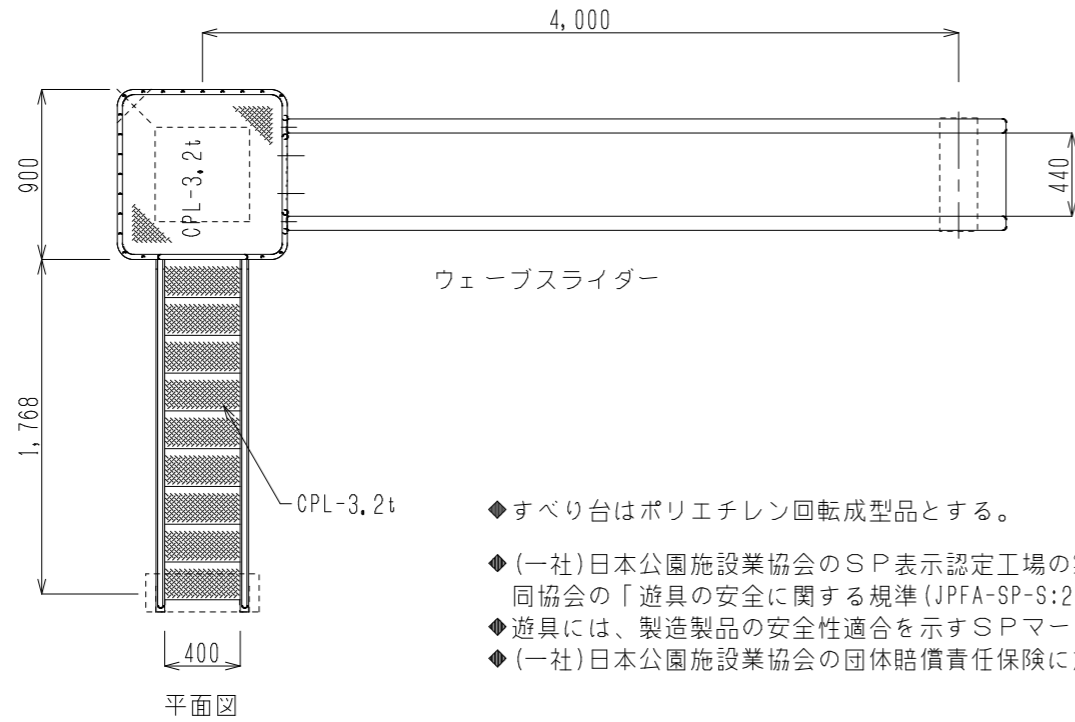 4,000
900
CPL-3.2t
440
ウェーブスライダー
1,768
CPL-3.2t
400
平面図
◆すべり台はポリエチレン回転成型品とする。
◆(一社)日本公園施設業協会のSP表示認定工場の
同協会の「遊具の安全に関する規準(JPFA-SP-S:2
◆遊具には、製造製品の安全性適合を示すSPマー
◆(一社)日本公園施設業協会の団体賠償責任保険に